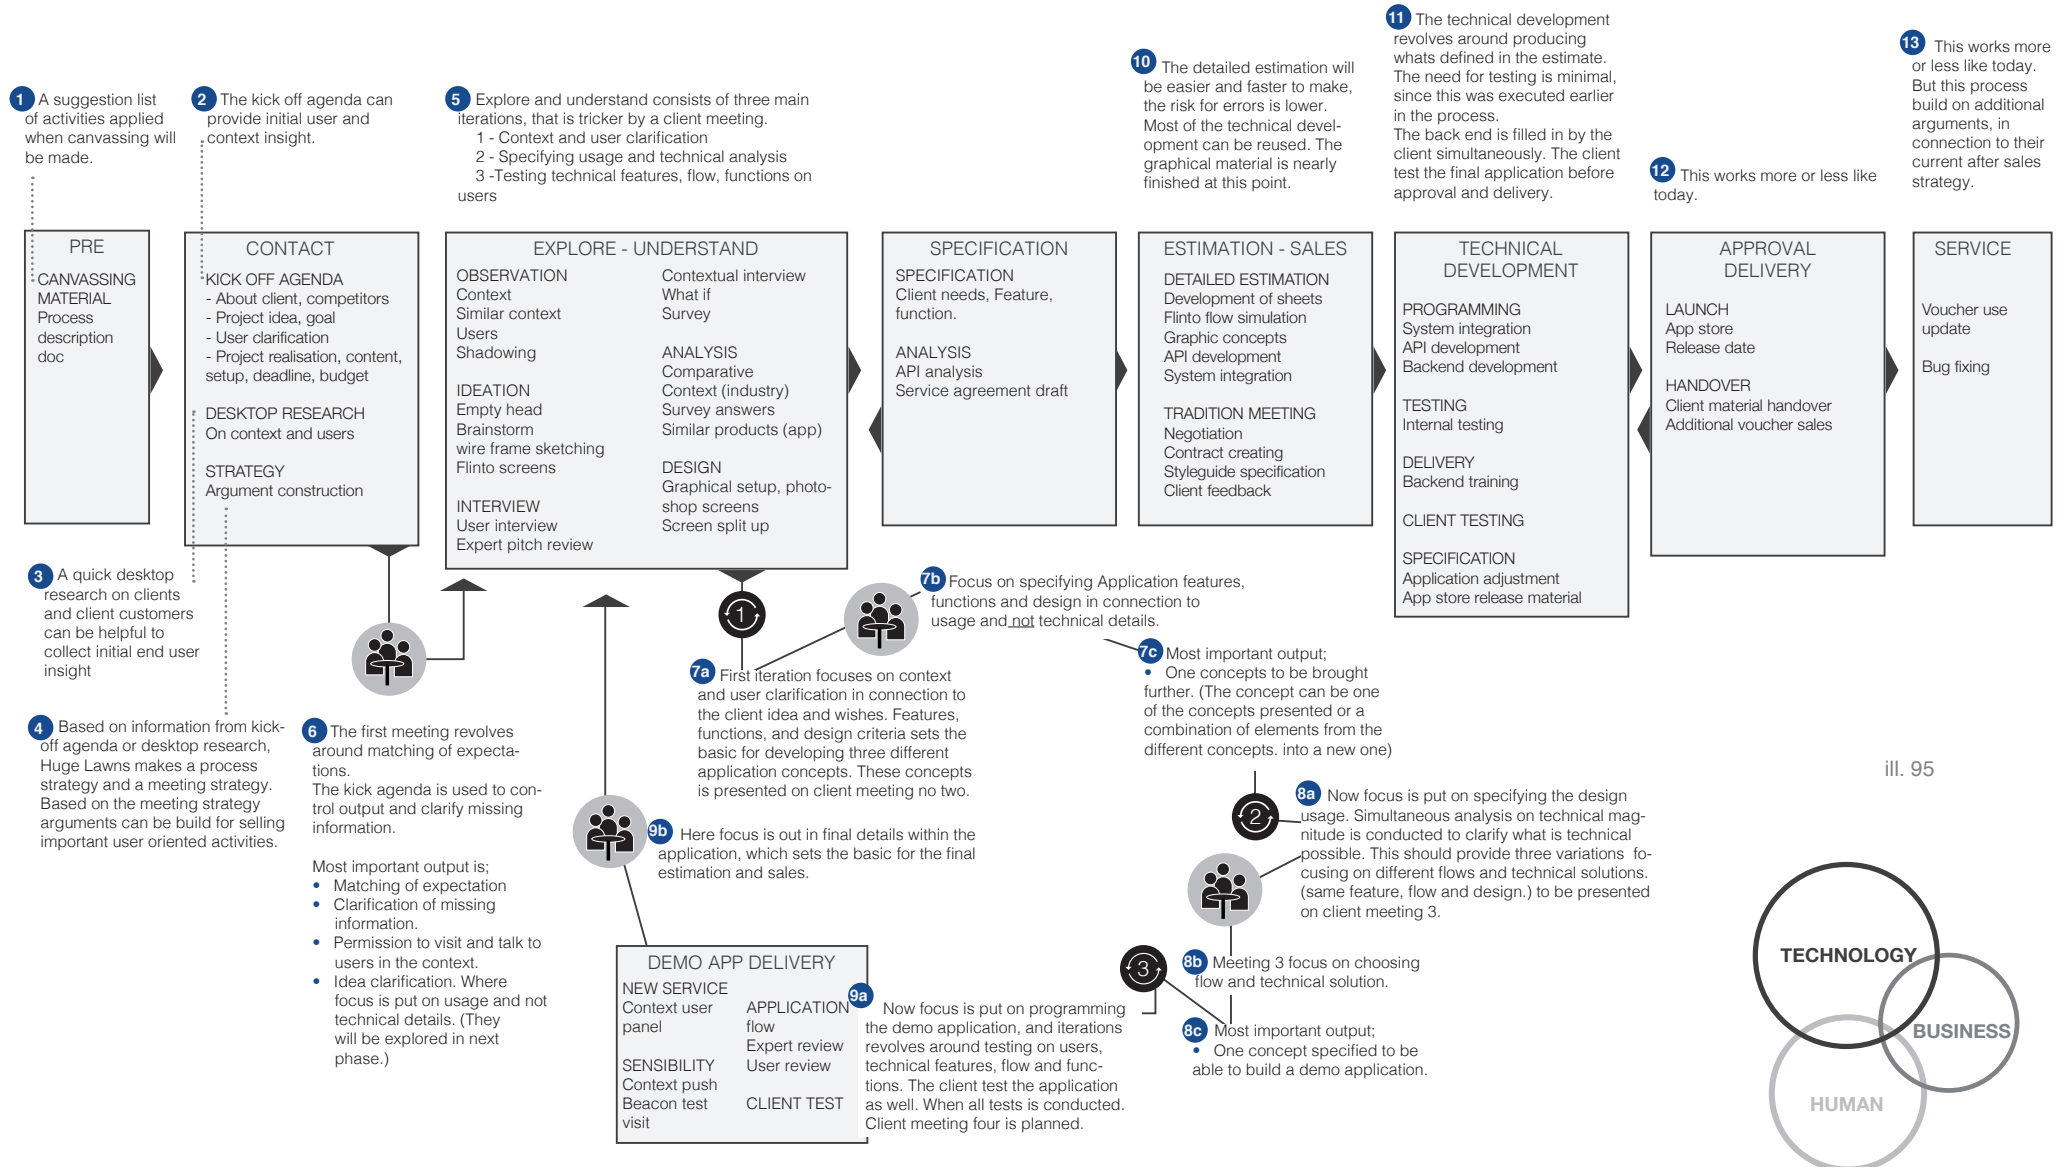 1 A suggestion list
of activities applied
when canvassing will
be made.
2 The kick off agenda can
provide initial user and
context insight.
5 Explore and understand consists of three main
iterations, that is tricker by a client meeting.
1 - Context and user clarification
2 - Specifying usage and technical analysis
3 -Testing technical features, flow, functions on
users
10 The detailed estimation will
be easier and faster to make,
the risk for errors is lower.
Most of the technical devel-
opment can be reused. The
graphical material is nearly
finished at this point.
11 The technical development
revolves around producing
whats defined in the estimate.
The need for testing is minimal,
since this was executed earlier
in the process.
The back end is filled in by the
client simultaneously. The client
test the final application before
approval and delivery.
12 This works more or less like
today.
13 This works more
or less like today.
But this process
build on additional
arguments, in
connection to their
current after sales
strategy.
PRE
CANVASSING
MATERIAL
Process
description
doc
CONTACT
KICK OFF AGENDA
- About client, competitors
- Project idea, goal
- User clarification
- Project realisation, content,
setup, deadline, budget
DESKTOP RESEARCH
On context and users
STRATEGY
Argument construction
EXPLORE - UNDERSTAND
OBSERVATION
Context
Similar context
Users
Shadowing
IDEATION
Empty head
Brainstorm
wire frame sketching
Flinto screens
INTERVIEW
User interview
Expert pitch review
Contextual interview
What if
Survey
ANALYSIS
Comparative
Context (industry)
Survey answers
Similar products (app)
DESIGN
Graphical setup, photo-
shop screens
Screen split up
SPECIFICATION
SPECIFICATION
Client needs, Feature,
function.
ANALYSIS
API analysis
Service agreement draft
ESTIMATION - SALES
DETAILED ESTIMATION
Development of sheets
Flinto flow simulation
Graphic concepts
API development
System integration
TRADITION MEETING
Negotiation
Contract creating
Styleguide specification
Client feedback
TECHNICAL
DEVELOPMENT
PROGRAMMING
System integration
API development
Backend development
TESTING
Internal testing
DELIVERY
Backend training
CLIENT TESTING
SPECIFICATION
Application adjustment
App store release material
APPROVAL
DELIVERY
LAUNCH
App store
Release date
HANDOVER
Client material handover
Additional voucher sales
SERVICE
Voucher use
update
Bug fixing
3 A quick desktop
research on clients
and client customers
can be helpful to
collect initial end user
insight
4 Based on information from kick-
off agenda or desktop research,
Huge Lawns makes a process
strategy and a meeting strategy.
Based on the meeting strategy
arguments can be build for selling
important user oriented activities.
6 The first meeting revolves
around matching of expecta-
tions.
The kick agenda is used to con-
trol output and clarify missing
information.
Most important output is;
• Matching of expectation
• Clarification of missing
information.
• Permission to visit and talk to
users in the context.
• Idea clarification. Where
focus is put on usage and not
technical details. (They
will be explored in next
phase.)
1
7a First iteration focuses on context
and user clarification in connection to
the client idea and wishes. Features,
functions, and design criteria sets the
basic for developing three different
application concepts. These concepts
is presented on client meeting no two.
7b Focus on specifying Application features,
functions and design in connection to
usage and not technical details.
7c Most important output;
• One concepts to be brought
further. (The concept can be one
of the concepts presented or a
combination of elements from the
different concepts. into a new one)
2
8a Now focus is put on specifying the design
usage. Simultaneous analysis on technical mag-
nitude is conducted to clarify what is technical
possible. This should provide three variations fo-
cusing on different flows and technical solutions.
(same feature, flow and design.) to be presented
on client meeting 3.
8b Meeting 3 focus on choosing
flow and technical solution.
8c Most important output;
• One concept specified to be
able to build a demo application.
3
9b Here focus is out in final details within the
application, which sets the basic for the final
estimation and sales.
DEMO APP DELIVERY
NEW SERVICE
Context user
panel
SENSIBILITY
Context push
Beacon test
visit
APPLICATION
flow
Expert review
User review
CLIENT TEST
9a Now focus is put on programming
the demo application, and iterations
revolves around testing on users,
technical features, flow and func-
tions. The client test the application
as well. When all tests is conducted.
Client meeting four is planned.
ill. 95
TECHNOLOGY
BUSINESS
HUMAN